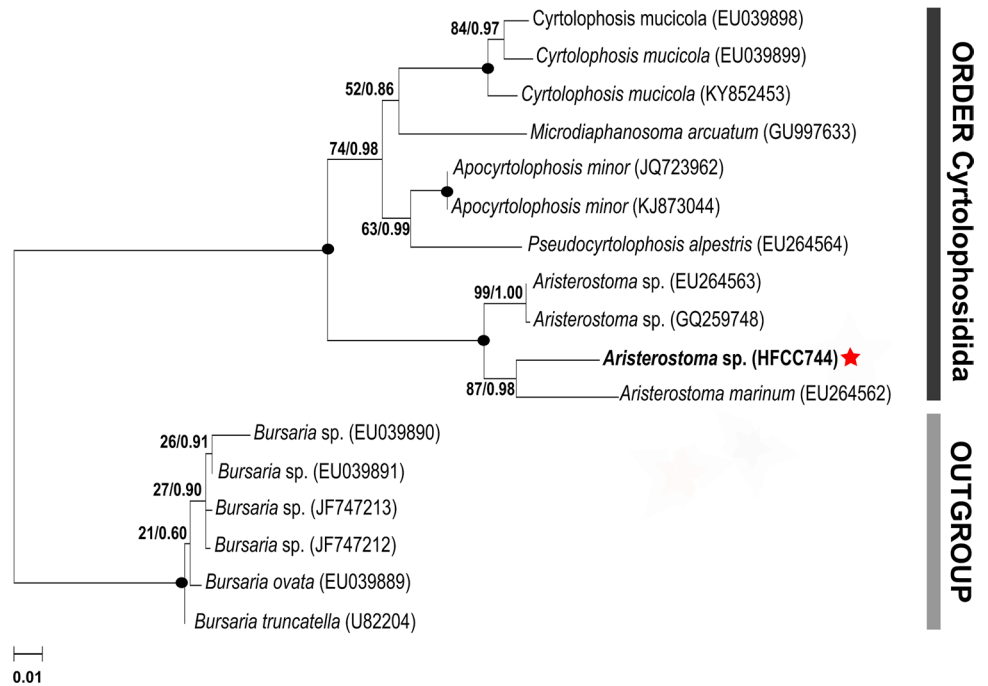 Cyrtolophosis mucicola (EU039898)
84/0.97
Cyrtolophosis mucicola (EU039899)
52/0.86
Cyrtolophosis mucicola (KY852453)
Microdiaphanosoma arcuatum (GU997633)
74/0.98
Apocyrtolophosis minor (JQ723962)
Apocyrtolophosis minor (KJ873044)
63/0.99
Pseudocyrtolophosis alpestris (EU264564)
Aristerostoma sp. (EU264563)
99/1.00
Aristerostoma sp. (GQ259748)
Aristerostoma sp. (HFCC744)
87/0.98
Aristerostoma marinum (EU264562)
ORDER Cyrtolophosidida
Bursaria sp. (EU039890)
26/0.91
Bursaria sp. (EU039891)
27/0.90
Bursaria sp. (JF747213)
21/0.60
Bursaria sp. (JF747212)
Bursaria ovata (EU039889)
Bursaria truncatella (U82204)
OUTGROUP
0.01